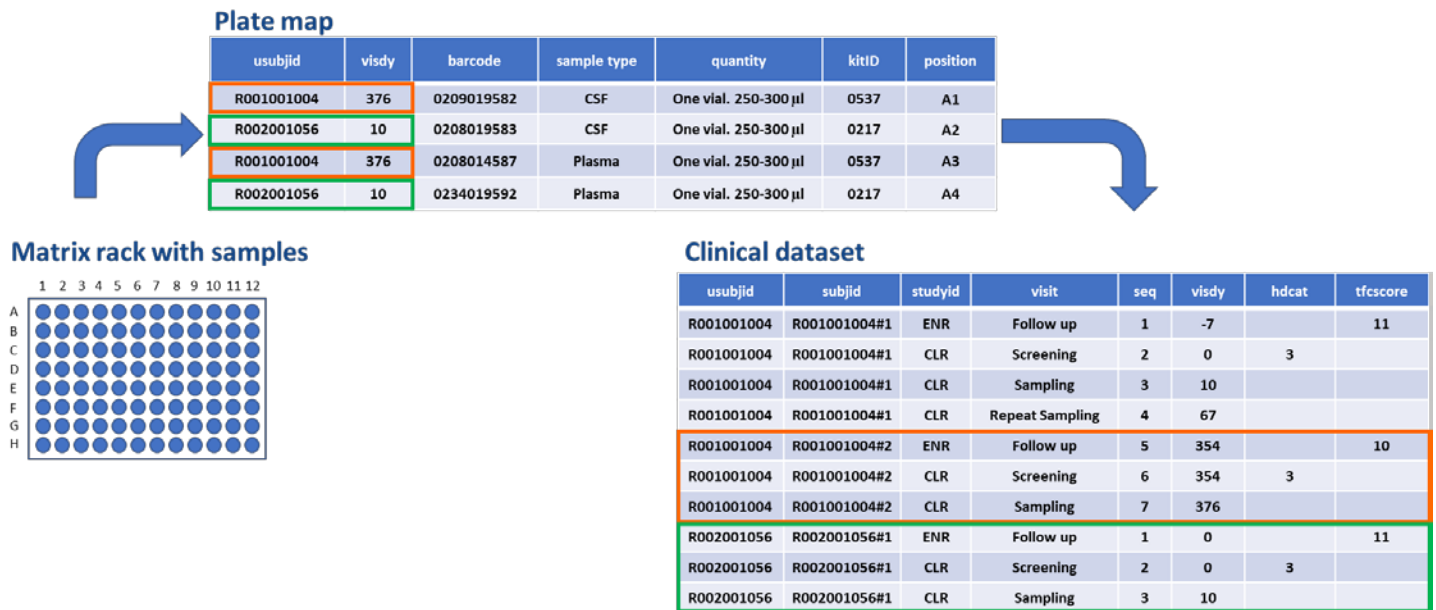 Plate map
usubjid visdy barcode sample type quantity kitID position
R001001004 376 0209019582 CSF One vial. 250-300 µl 0537 A1
R002001056 10 0208019583 CSF One vial. 250-300 µl 0217 A2
R001001004 376 0208014587 Plasma One vial. 250-300 µl 0537 A3
R002001056 10 0234019592 Plasma One vial. 250-300 µl 0217 A4
Matrix rack with samples
1 2 3 4 5 6 7 8 9 10 11 12
A
B
C
D
E
F
G
H
Clinical dataset
usubjid subjid studyid visit seq visdy hdcat tfcscore
R001001004 R001001004#1 ENR Follow up 1 -7 11
R001001004 R001001004#1 CLR Screening 2 0 3
R001001004 R001001004#1 CLR Sampling 3 10
R001001004 R001001004#1 CLR Repeat Sampling 4 67
R001001004 R001001004#2 ENR Follow up 5 354 10
R001001004 R001001004#2 CLR Screening 6 354 3
R001001004 R001001004#2 CLR Sampling 7 376
R002001056 R002001056#1 ENR Follow up 1 0 11
R002001056 R002001056#1 CLR Screening 2 0 3
R002001056 R002001056#1 CLR Sampling 3 10